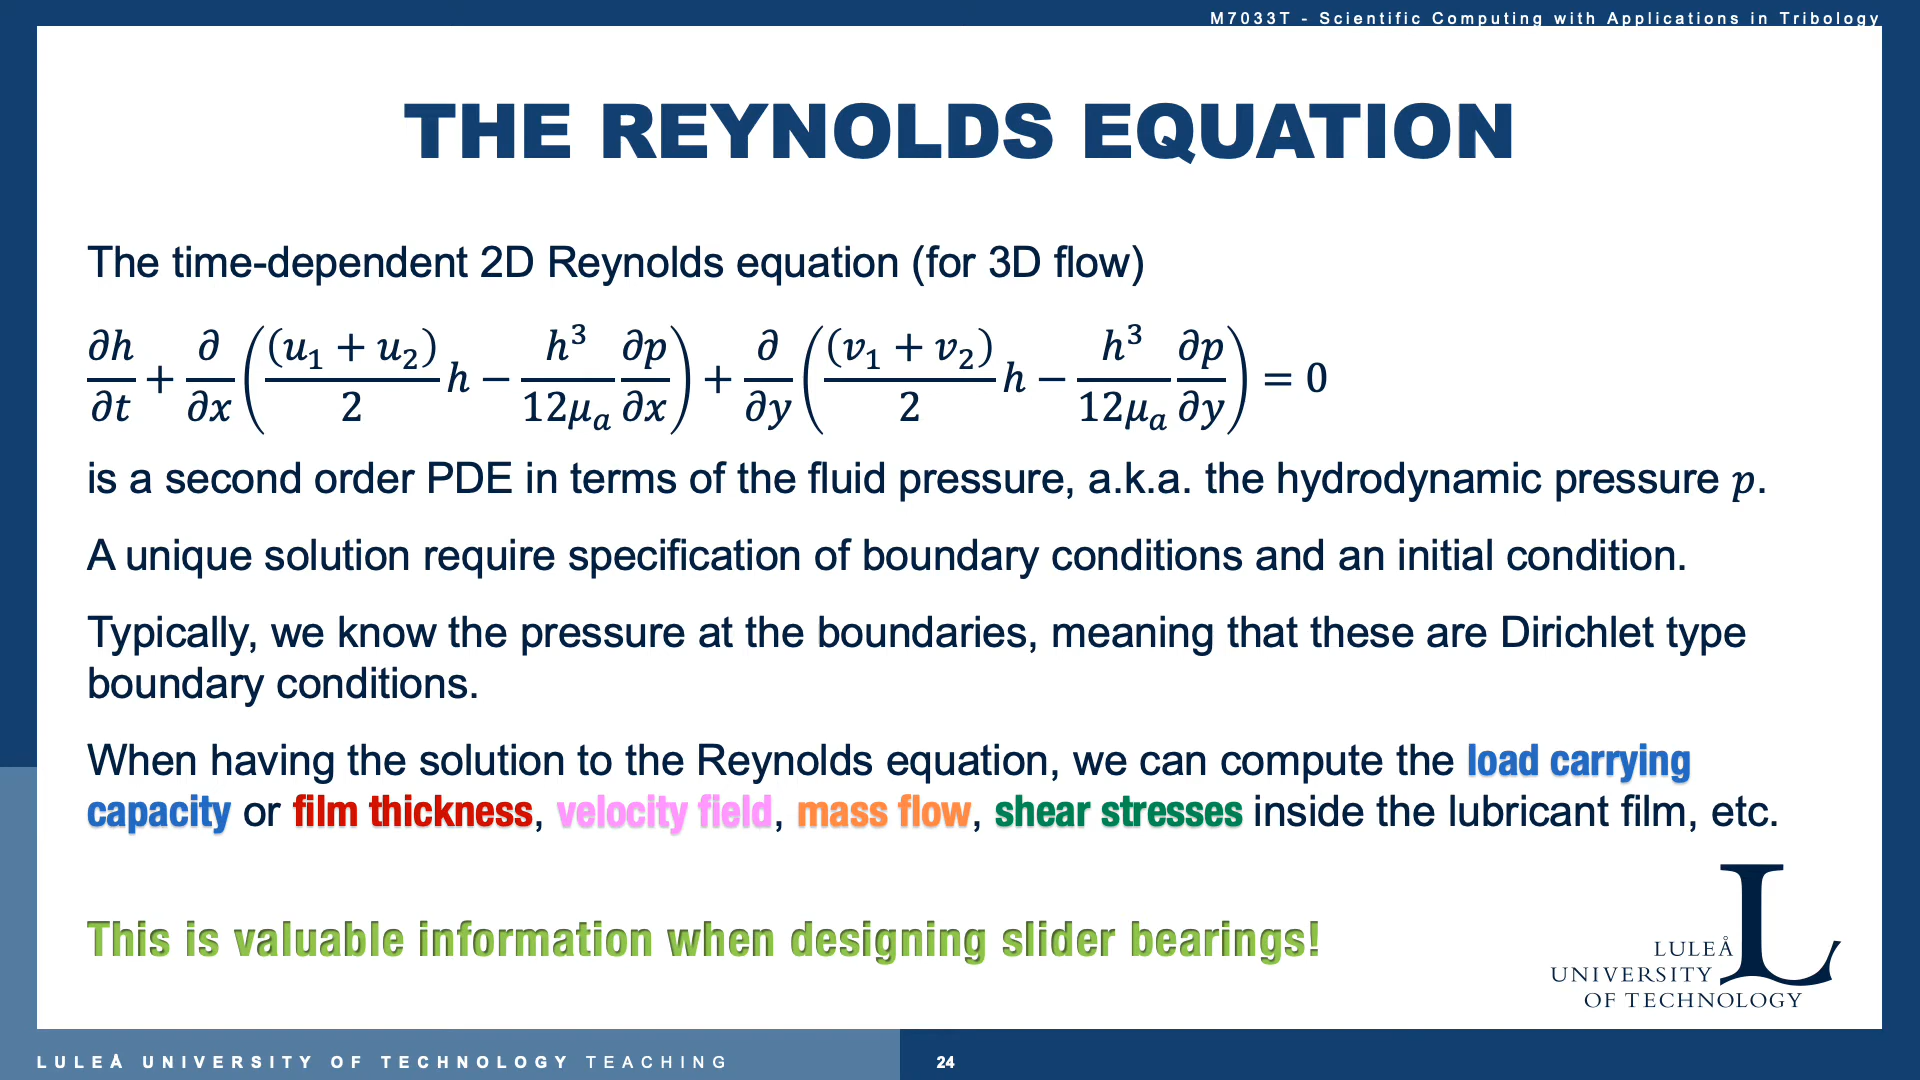 M7033T - Scientific Computing with Applications in Tribology
THE REYNOLDS EQUATION
The time-dependent 2D Reynolds equation (for 3D flow)
∂h/∂t + ∂/∂x ( (u₁ + u₂)/2 h − h³/12μₐ ∂p/∂x ) + ∂/∂y ( (v₁ + v₂)/2 h − h³/12μₐ ∂p/∂y ) = 0
is a second order PDE in terms of the fluid pressure, a.k.a. the hydrodynamic pressure p.
A unique solution require specification of boundary conditions and an initial condition.
Typically, we know the pressure at the boundaries, meaning that these are Dirichlet type
boundary conditions.
When having the solution to the Reynolds equation, we can compute the load carrying
capacity or film thickness, velocity field, mass flow, shear stresses inside the lubricant film, etc.
This is valuable information when designing slider bearings!
LULEÅ
UNIVERSITY
OF TECHNOLOGY
LULEÅ UNIVERSITY OF TECHNOLOGY TEACHING
24